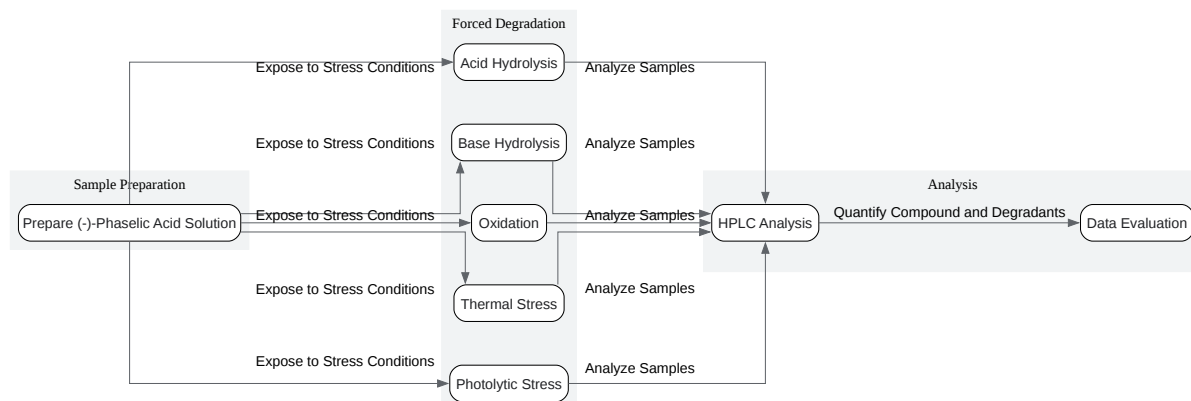 Forced Degradation
Expose to Stress Conditions
Acid Hydrolysis
Analyze Samples
Expose to Stress Conditions
Base Hydrolysis
Analyze Samples
Sample Preparation
Analysis
Prepare (-)-Phaselic Acid Solution
Expose to Stress Conditions
Oxidation
Analyze Samples
HPLC Analysis
Quantify Compound and Degradants
Data Evaluation
Expose to Stress Conditions
Thermal Stress
Analyze Samples
Expose to Stress Conditions
Photolytic Stress
Analyze Samples